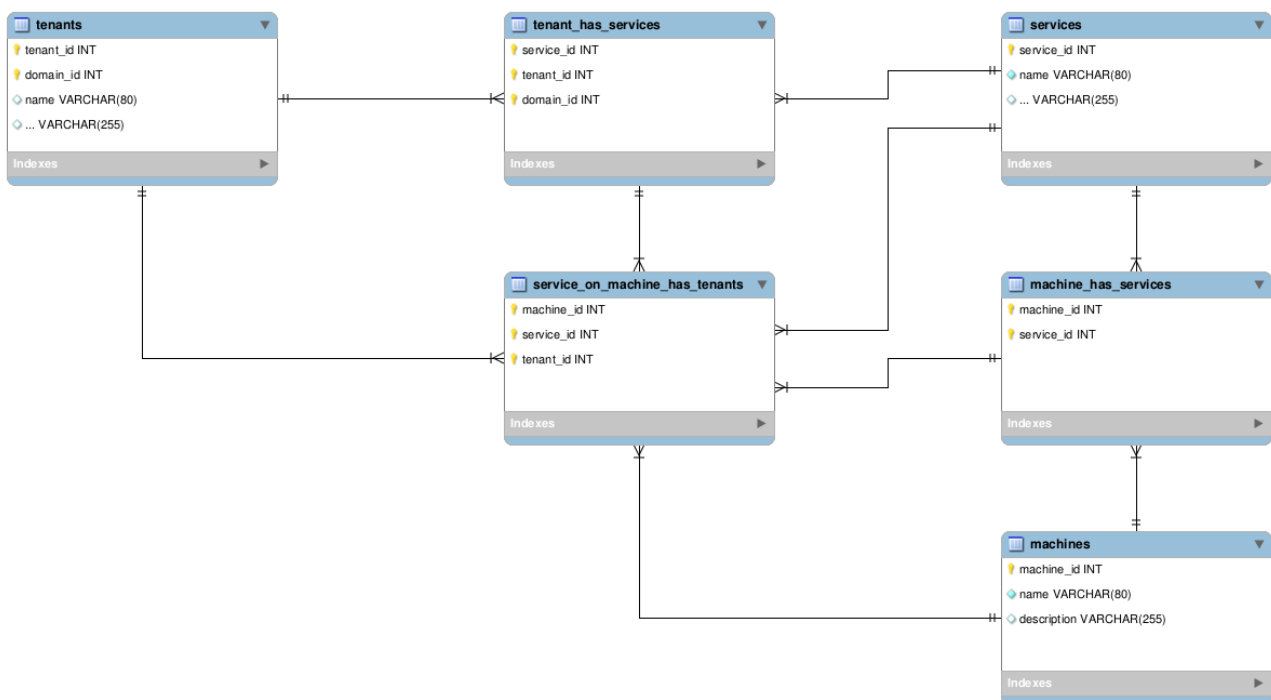 tenants
tenant_id INT
domain_id INT
name VARCHAR(80)
... VARCHAR(255)
Indexes
tenant_has_services
service_id INT
tenant_id INT
domain_id INT
Indexes
services
service_id INT
name VARCHAR(80)
... VARCHAR(255)
Indexes
service_on_machine_has_tenants
machine_id INT
service_id INT
tenant_id INT
Indexes
machine_has_services
machine_id INT
service_id INT
Indexes
machines
machine_id INT
name VARCHAR(80)
description VARCHAR(255)
Indexes